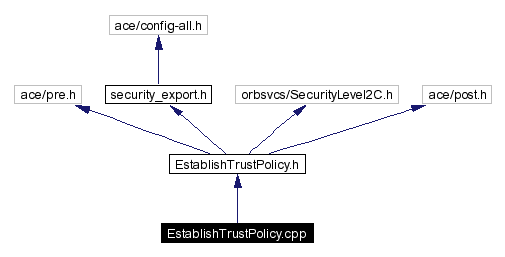 ace/config-all.h
ace/pre.h
security_export.h
orbsvcs/SecurityLevel2C.h
ace/post.h
EstablishTrustPolicy.h
EstablishTrustPolicy.cpp